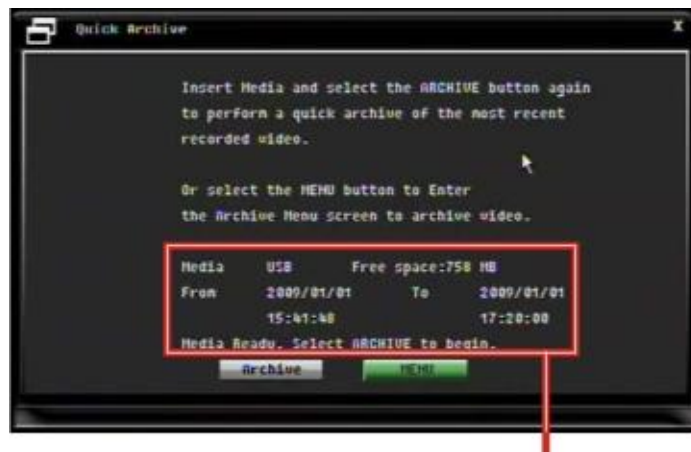 Quick Archive X
Insert Media and select the ARCHIVE button again
to perform a quick archive of the most recent
recorded video.
Or select the MENU button to Enter
the Archive Menu screen to archive video.
Media USB Free space:758 MB
From 2009/01/01 To 2009/01/01
15:41:48 17:20:00
Media Ready. Select ARCHIVE to begin.
Archive MENU